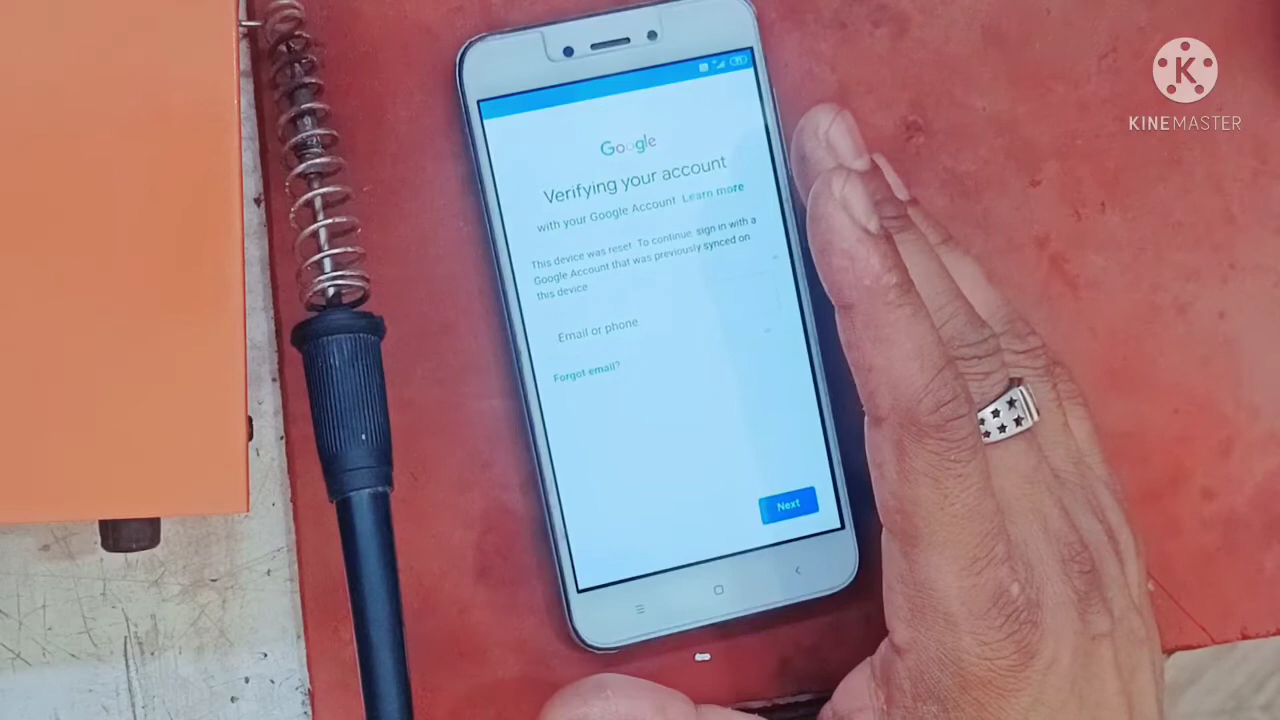 Google
Verifying your account
with your Google Account Learn more
This device was reset. To continue, sign in with a
Google Account that was previously synced on
this device.
Email or phone
Forgot email?
Next
K
KINEMASTER